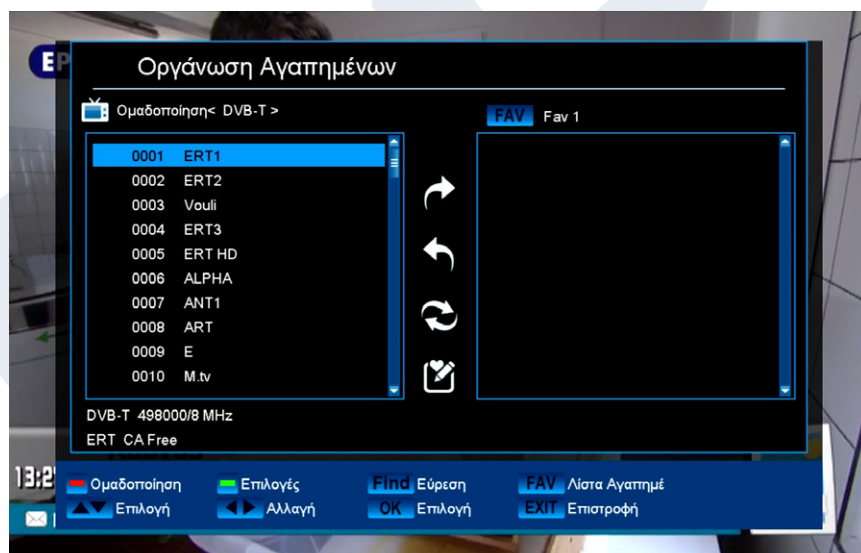 Οργάνωση Αγαπημένων
Ομαδοποίηση< DVB-T >
FAV Fav 1
0001 ERT1
0002 ERT2
0003 Vouli
0004 ERT3
0005 ERT HD
0006 ALPHA
0007 ANT1
0008 ART
0009 E
0010 M.tv
DVB-T 498000/8 MHz
ERT CA Free
Ομαδοποίηση Επιλογές Find Εύρεση FAV Λίστα Αγαπημέ
Επιλογή Αλλαγή OK Επιλογή EXIT Επιστροφή